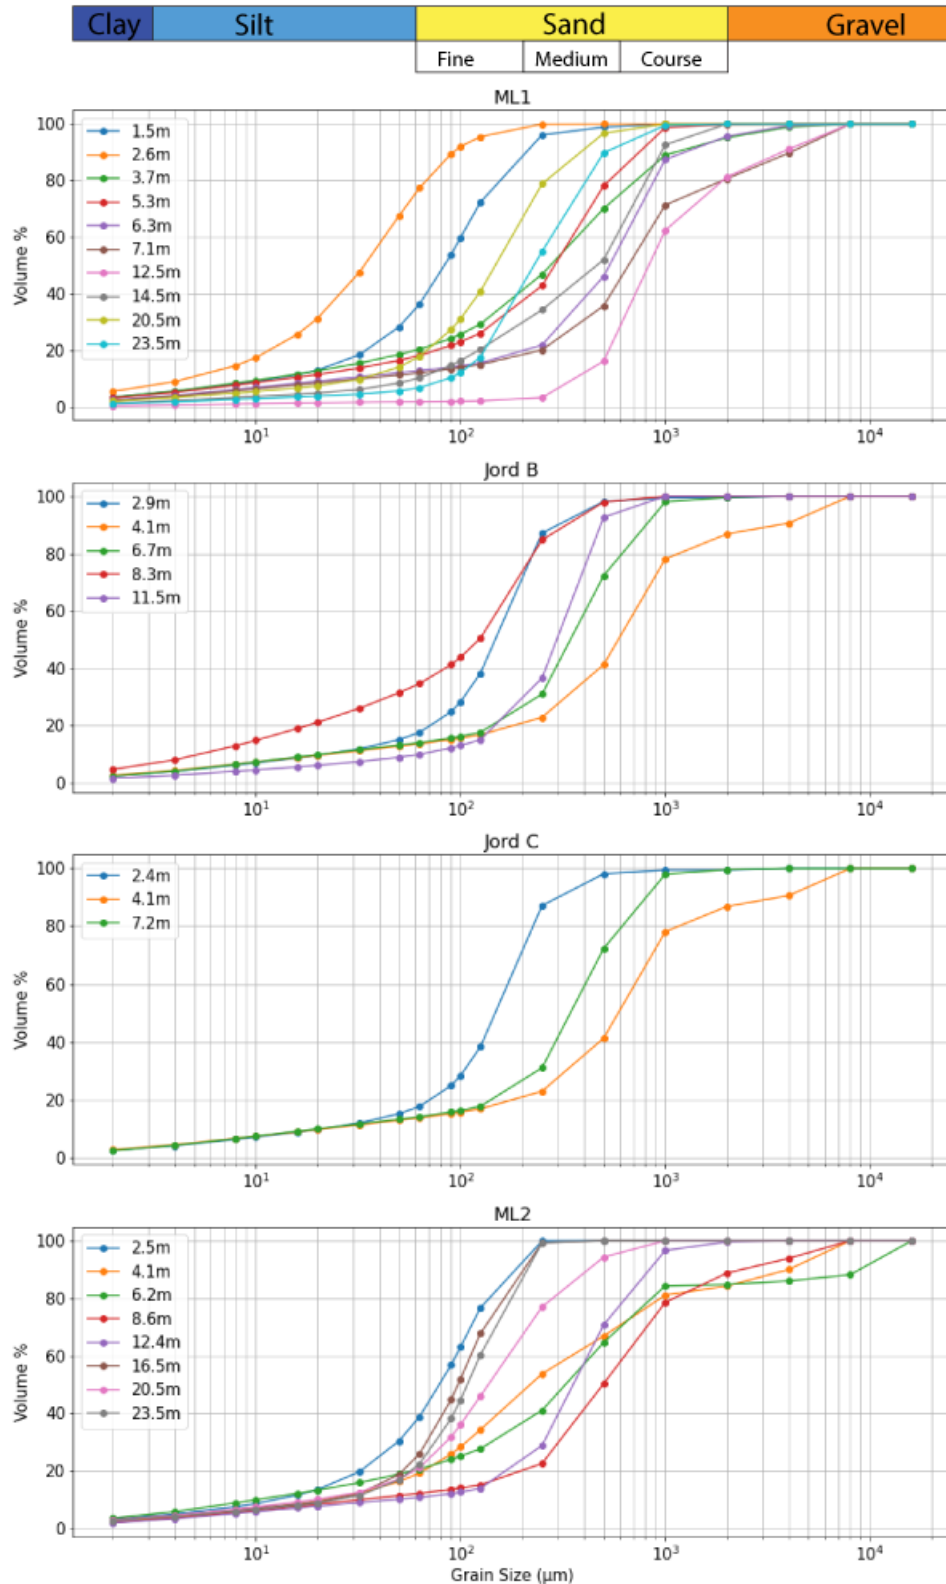 Clay Silt Sand Gravel
Fine Medium Course
ML1
100
80
60
40
20
0
Volume %
1.5m
2.6m
3.7m
5.3m
6.3m
7.1m
12.5m
14.5m
20.5m
23.5m
10¹ 10² 10³ 10⁴
Jord B
100
80
60
40
20
0
Volume %
2.9m
4.1m
6.7m
8.3m
11.5m
10¹ 10² 10³ 10⁴
Jord C
100
80
60
40
20
0
Volume %
2.4m
4.1m
7.2m
10¹ 10² 10³ 10⁴
ML2
100
80
60
40
20
0
Volume %
2.5m
4.1m
6.2m
8.6m
12.4m
16.5m
20.5m
23.5m
10¹ 10² 10³ 10⁴
Grain Size (μm)